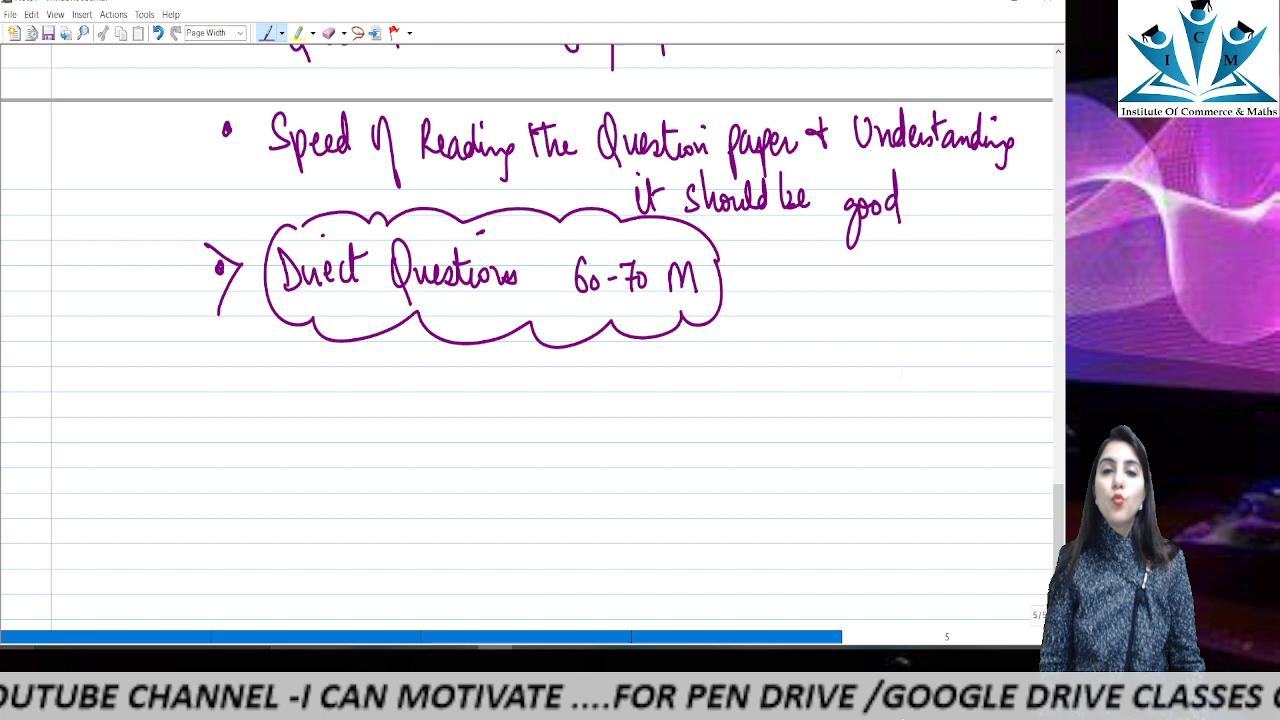 File Edit View Insert Actions Tools Help
Page Width
I C M
Institute Of Commerce & Maths
• Speed of Reading the Question paper & Understanding
it should be good
Direct Questions 60-70 M
5/5
5
OUTUBE CHANNEL -I CAN MOTIVATE ....FOR PEN DRIVE /GOOGLE DRIVE CLASSES